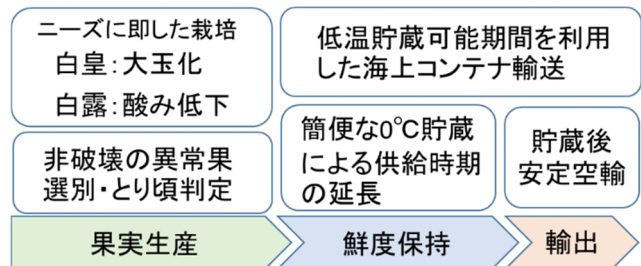 ニーズに即した栽培
白皇：大玉化
白露：酸み低下
低温貯蔵可能期間を利用
した海上コンテナ輸送
非破壊の異常果
選別・とり頃判定
簡便な0℃貯蔵
による供給時期
の延長
貯蔵後
安定空輸
果実生産
鮮度保持
輸出